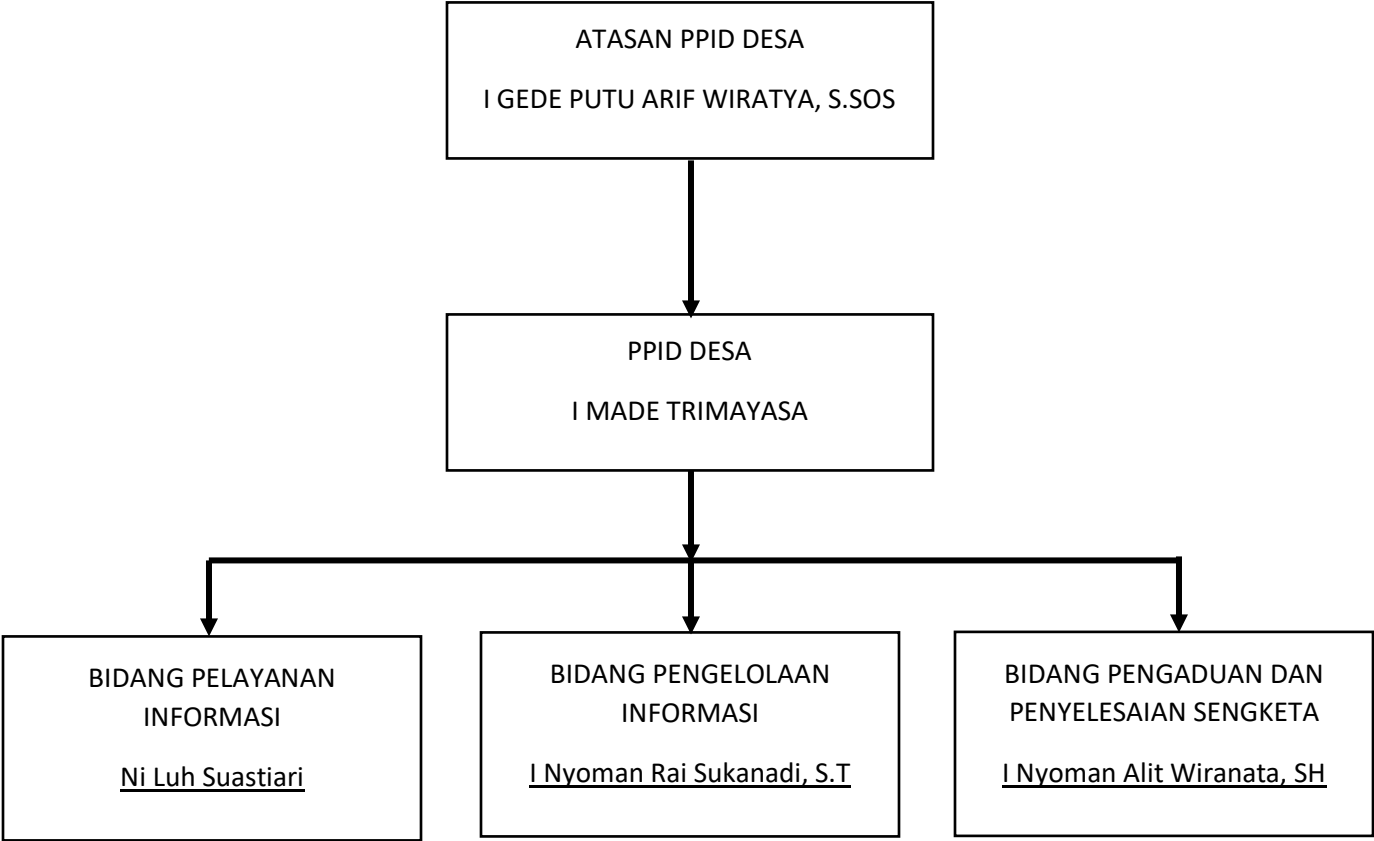 ATASAN PPID DESA
I GEDE PUTU ARIF WIRATYA, S.SOS
PPID DESA
I MADE TRIMAYASA
BIDANG PELAYANAN
INFORMASI
Ni Luh Suastiari
BIDANG PENGELOLAAN
INFORMASI
I Nyoman Rai Sukanadi, S.T
BIDANG PENGADUAN DAN
PENYELESAIAN SENGKETA
I Nyoman Alit Wiranata, SH